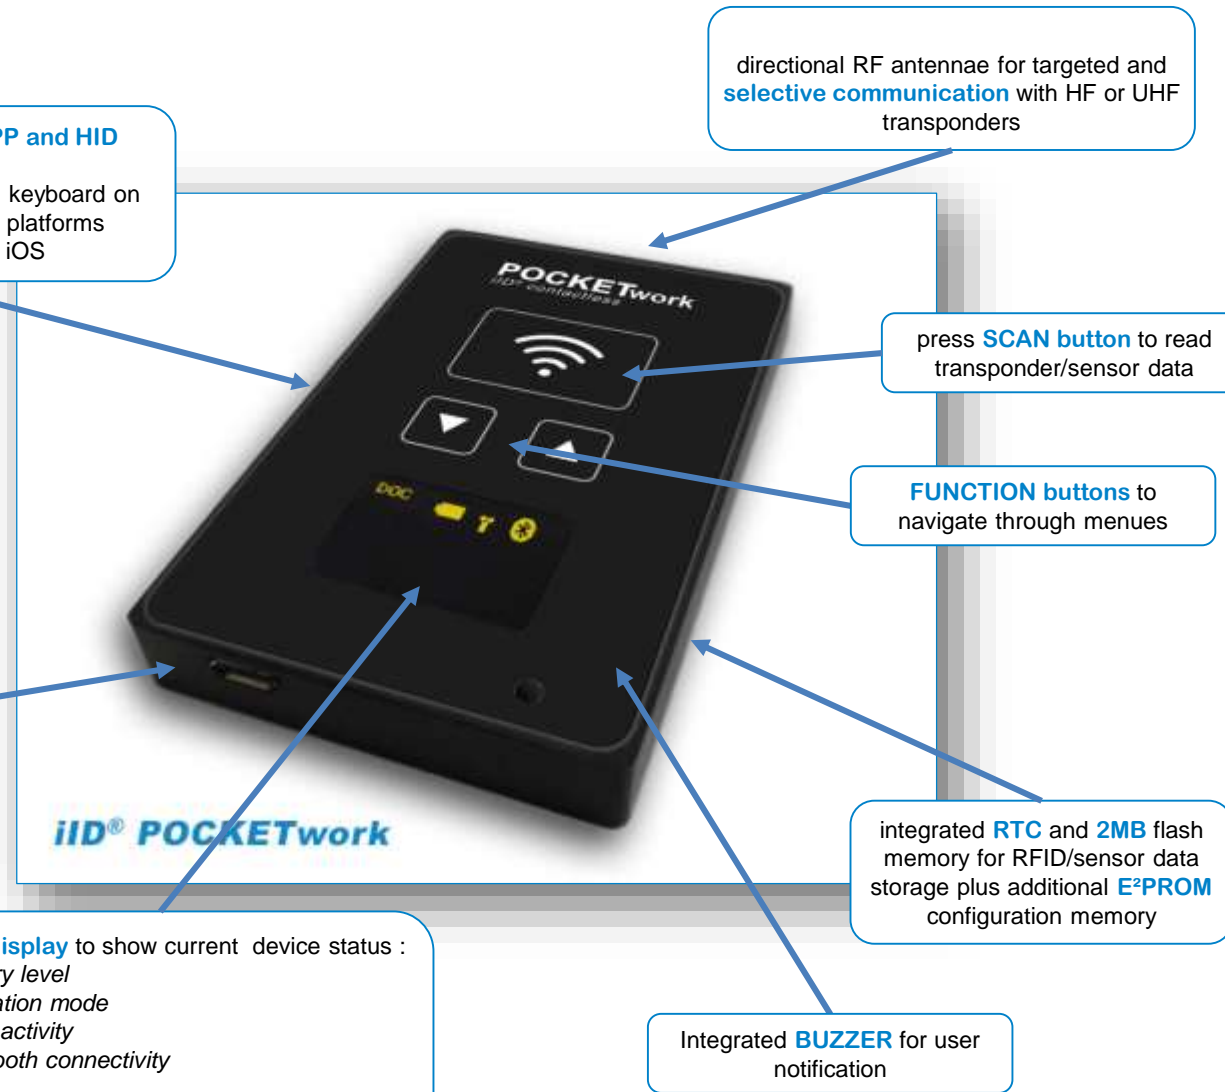 directional RF antennae for targeted and
selective communication with HF or UHF
transponders
PP and HID
keyboard on
platforms
iOS
POCKETwork
iID® contactless
press SCAN button to read
transponder/sensor data
FUNCTION buttons to
navigate through menues
DOC
iID® POCKETwork
integrated RTC and 2MB flash
memory for RFID/sensor data
storage plus additional E²PROM
configuration memory
isplay to show current device status :
ry level
ation mode
activity
ooth connectivity
Integrated BUZZER for user
notification